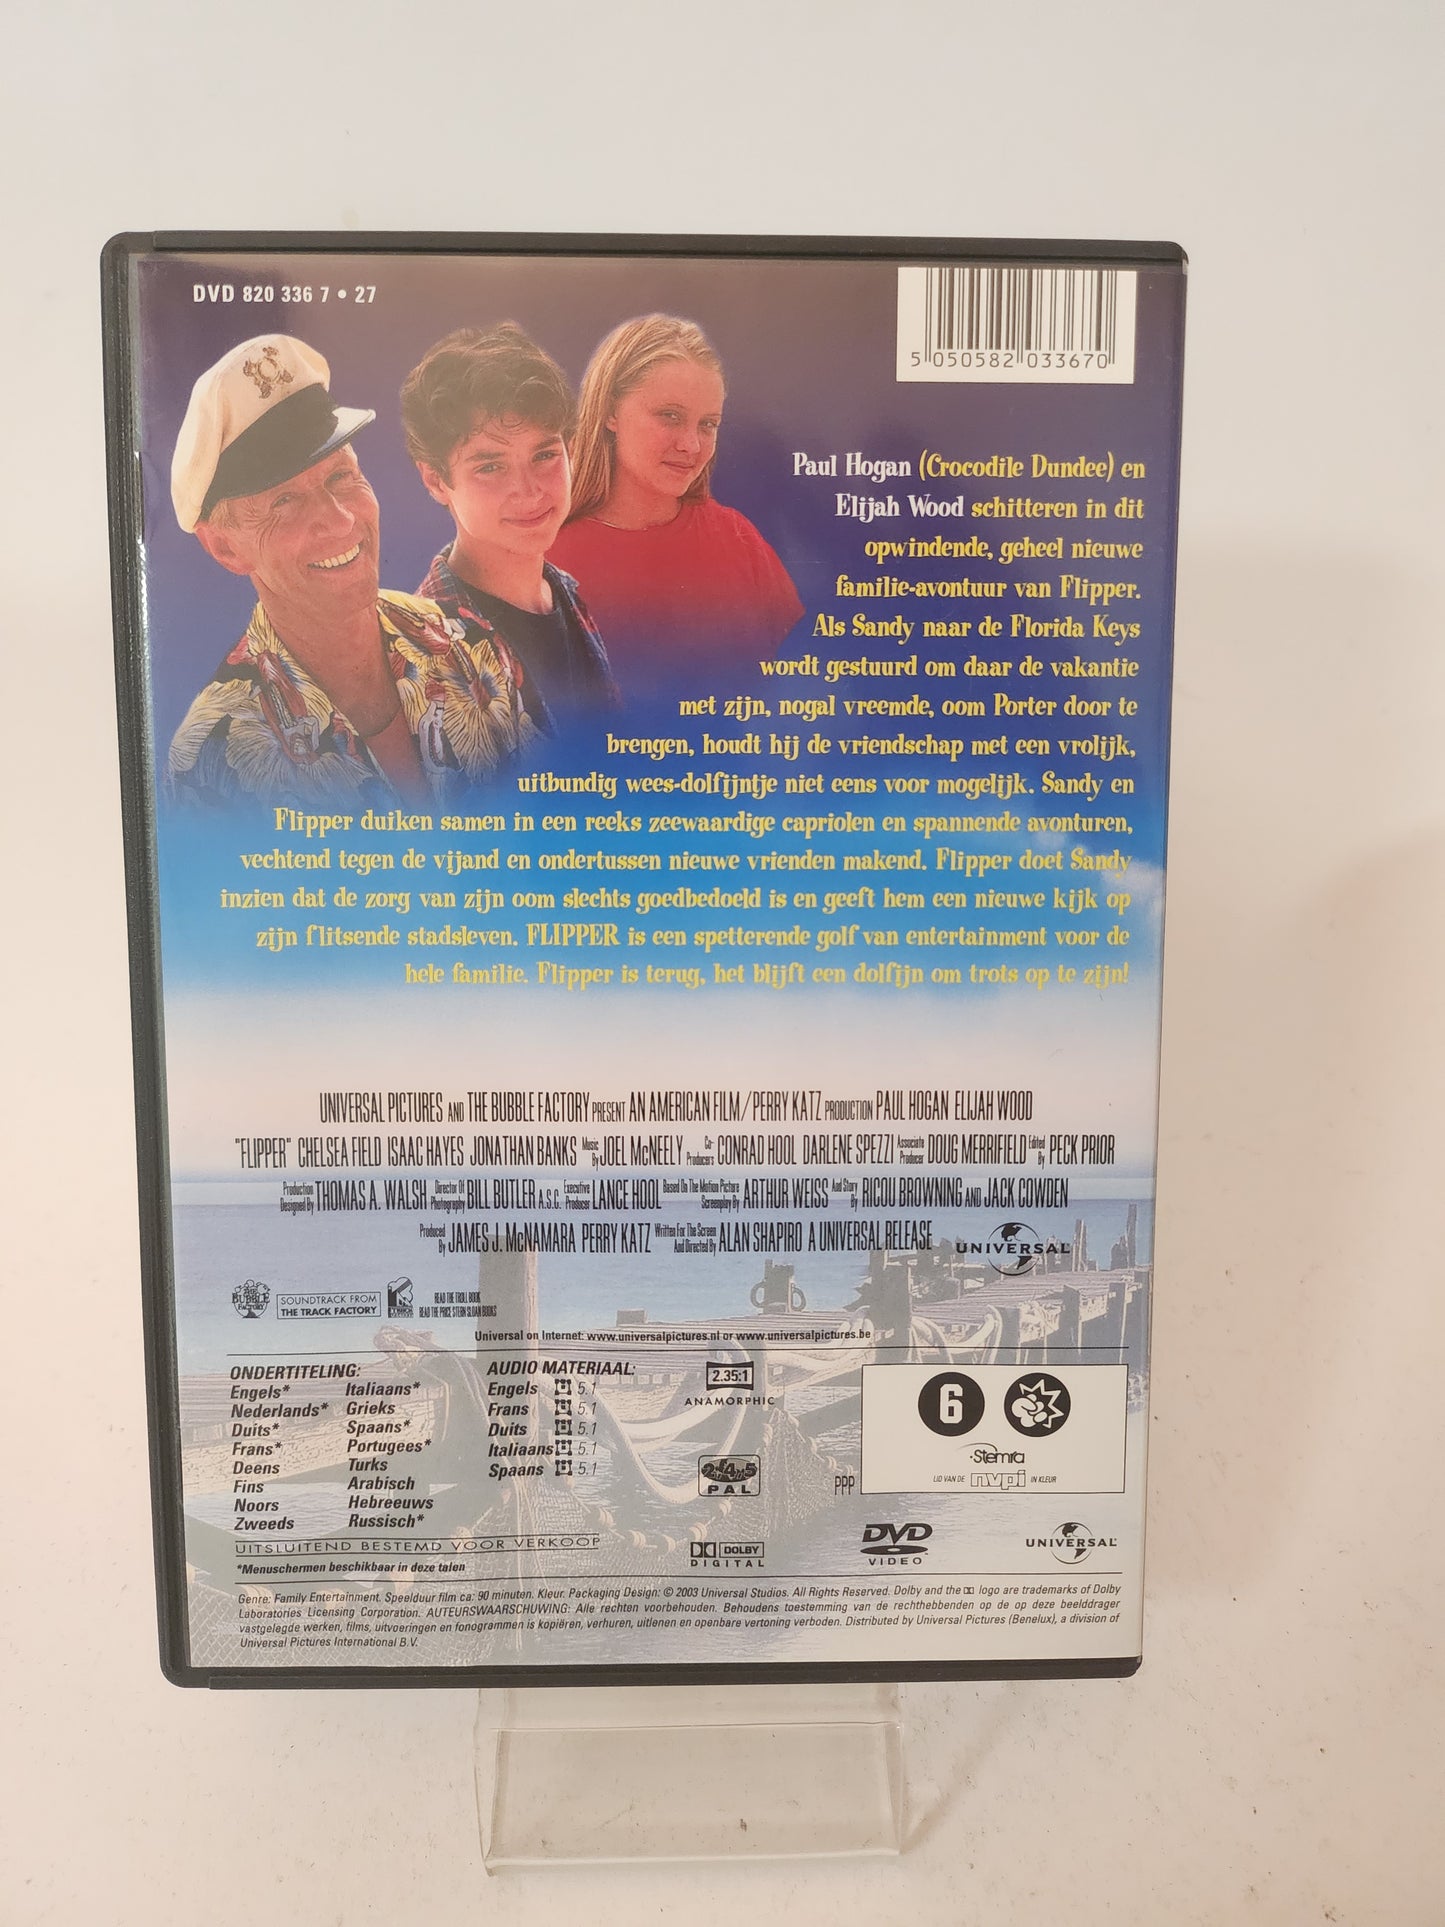 DVD 820 336 7 • 27
5 050582 033670
Paul Hogan (Crocodile Dundee) en
Elijah Wood schitteren in dit
opwindende, geheel nieuwe
familie-avontuur van Flipper.
Als Sandy naar de Florida Keys
wordt gestuurd om daar de vakantie
met zijn, nogal vreemde, oom Porter door te
brengen, houdt hij de vriendschap met een vrolijk,
uitbundig wees-dolfijntje niet eens voor mogelijk. Sandy en
Flipper duiken samen in een reeks zeewaardige capriolen en spannende avonturen,
vechtend tegen de vijand en ondertussen nieuwe vrienden makend. Flipper doet Sandy
inzien dat de zorg van zijn oom slechts goedbedoeld is en geeft hem een nieuwe kijk op
zijn flitsende stadsleven. FLIPPER is een spetterende golf van entertainment voor de
hele familie. Flipper is terug, het blijft een dolfijn om trots op te zijn!
UNIVERSAL PICTURES AND THE BUBBLE FACTORY PRESENT AN AMERICAN FILM/PERRY KATZ PRODUCTION PAUL HOGAN ELIJAH WOOD
"FLIPPER" CHELSEA FIELD ISAAC HAYES JONATHAN BANKS Music By JOEL McNEELY Co-Producers CONRAD HOOL DARLENE SPEZZI Associate Producer DOUG MERRIFIELD Edited By PECK PRIOR
Production Designed By THOMAS A. WALSH Director Of Photography BILL BUTLER A.S.C. Executive Producer LANCE HOOL Based On The Motion Picture Screenplay By ARTHUR WEISS And Story By RICOU BROWNING AND JACK COWDEN
Produced By JAMES J. McNAMARA PERRY KATZ Written For The Screen And Directed By ALAN SHAPIRO A UNIVERSAL RELEASE UNIVERSAL
THE BUBBLE FACTORY SOUNDTRACK FROM THE TRACK FACTORY READ THE TROLL BOOK
READ THE PRICE STERN SLOAN BOOKS
Universal on Internet: www.universalpictures.nl or www.universalpictures.be
ONDERTITELING:
Engels* Italiaans*
Nederlands* Grieks
Duits* Spaans*
Frans* Portugees*
Deens Turks
Fins Arabisch
Noors Hebreeuws
Zweeds Russisch*
AUDIO MATERIAAL:
Engels 5.1
Frans 5.1
Duits 5.1
Italiaans 5.1
Spaans 5.1
2.35:1
ANAMORPHIC
2 4 5
PAL
PPP
6
Stemra
LID VAN DE nvpi IN KLEUR
UITSLUITEND BESTEMD VOOR VERKOOP
*Menuschermen beschikbaar in deze talen
DOLBY
DIGITAL
DVD
VIDEO
UNIVERSAL
Genre: Family Entertainment. Speelduur film ca: 90 minuten. Kleur. Packaging Design: © 2003 Universal Studios. All Rights Reserved. Dolby and the logo are trademarks of Dolby
Laboratories Licensing Corporation. AUTEURSWAARSCHUWING: Alle rechten voorbehouden. Behoudens toestemming van de rechthebbenden op de op deze beelddrager
vastgelegde werken, films, uitvoeringen en fonogrammen is kopiëren, verhuren, uitlenen en openbare vertoning verboden. Distributed by Universal Pictures (Benelux), a division of
Universal Pictures International B.V.